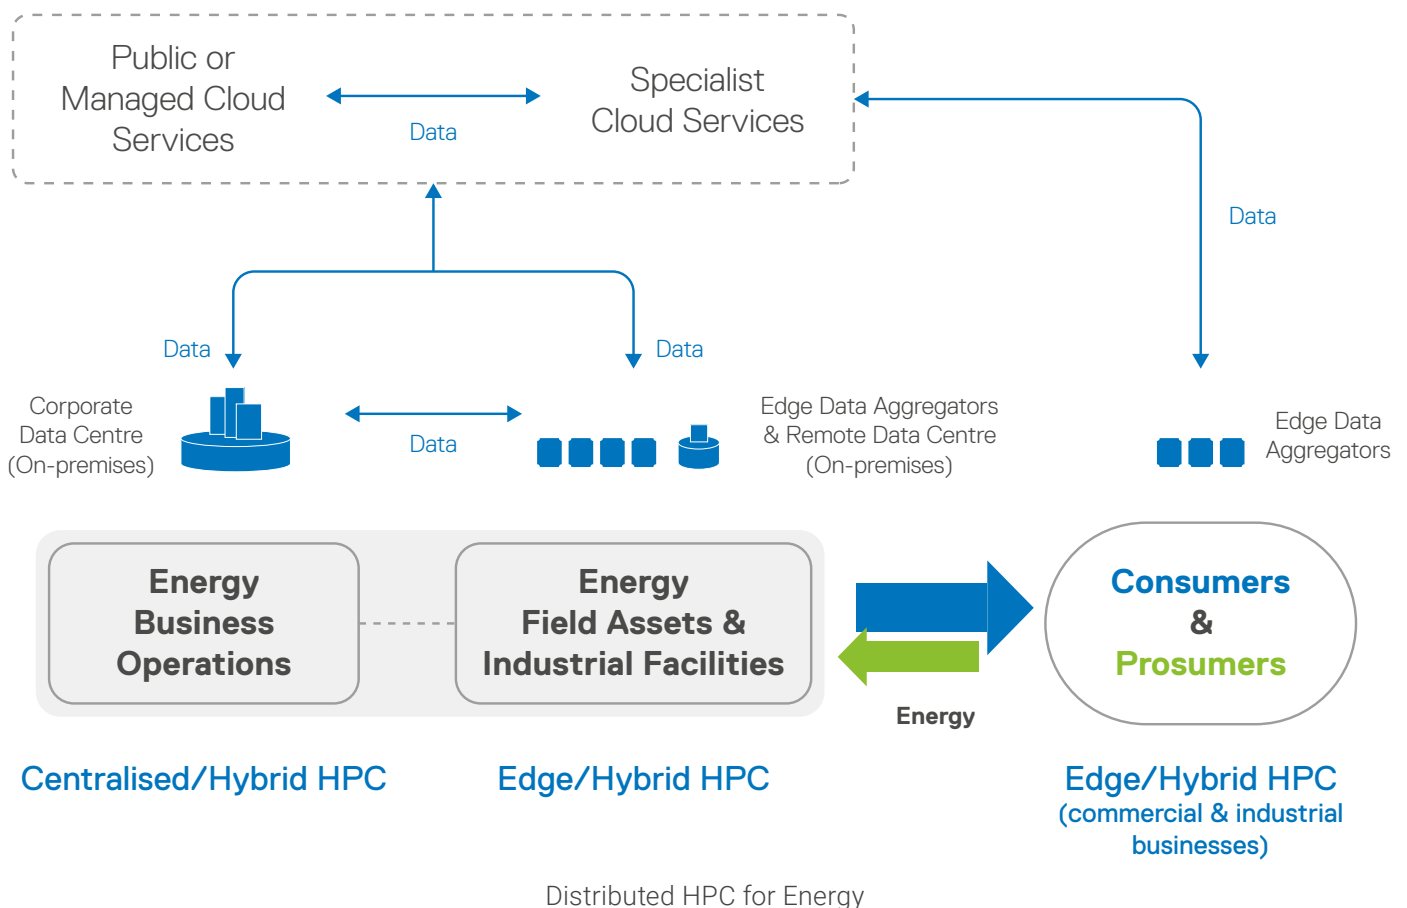 Public or
Managed Cloud
Services
Data
Specialist
Cloud Services
Data
Data
Data
Corporate
Data Centre
(On-premises)
Data
Edge Data Aggregators
& Remote Data Centre
(On-premises)
Edge Data
Aggregators
Energy
Business
Operations
Energy
Field Assets &
Industrial Facilities
Energy
Consumers
&
Prosumers
Centralised/Hybrid HPC
Edge/Hybrid HPC
Edge/Hybrid HPC
(commercial & industrial
businesses)
Distributed HPC for Energy